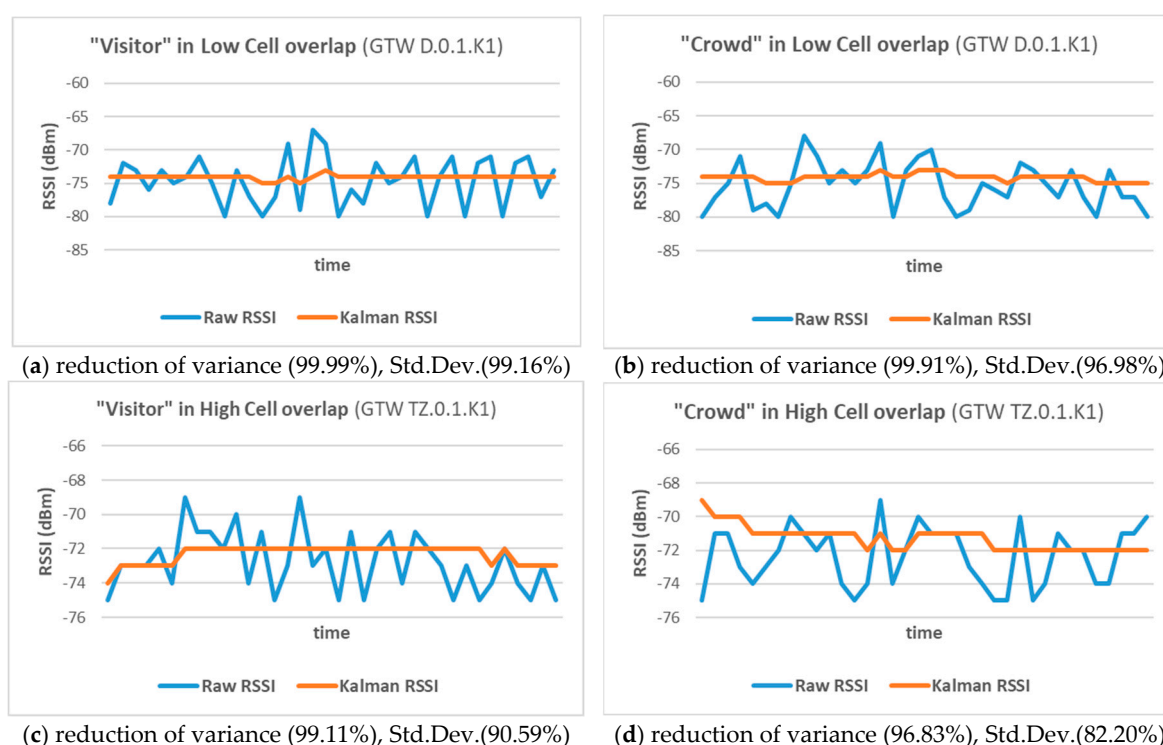 "Visitor" in Low Cell overlap (GTW D.0.1.K1)
-60
-65
-70
-75
-80
-85
RSSI (dBm)
time
Raw RSSI Kalman RSSI
(a) reduction of variance (99.99%), Std.Dev.(99.16%)
"Crowd" in Low Cell overlap (GTW D.0.1.K1)
-60
-65
-70
-75
-80
-85
RSSI (dBm)
time
Raw RSSI Kalman RSSI
(b) reduction of variance (99.91%), Std.Dev.(96.98%)
"Visitor" in High Cell overlap (GTW TZ.0.1.K1)
-66
-68
-70
-72
-74
-76
RSSI (dBm)
time
Raw RSSI Kalman RSSI
(c) reduction of variance (99.11%), Std.Dev.(90.59%)
"Crowd" in High Cell overlap (GTW TZ.0.1.K1)
-66
-68
-70
-72
-74
-76
RSSI (dBm)
time
Raw RSSI Kalman RSSI
(d) reduction of variance (96.83%), Std.Dev.(82.20%)